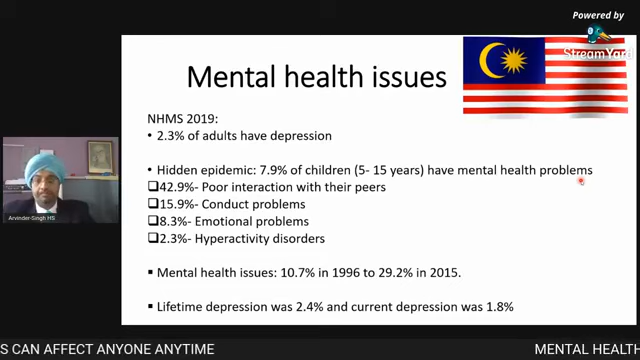 Powered by
StreamYard
Mental health issues
NHMS 2019:
• 2.3% of adults have depression
• Hidden epidemic: 7.9% of children (5- 15 years) have mental health problems
❑42.9%- Poor interaction with their peers
❑15.9%- Conduct problems
❑8.3%- Emotional problems
❑2.3%- Hyperactivity disorders
▪ Mental health issues: 10.7% in 1996 to 29.2% in 2015.
▪ Lifetime depression was 2.4% and current depression was 1.8%
Arvinder-Singh HS
S CAN AFFECT ANYONE ANYTIME
MENTAL HEALTH